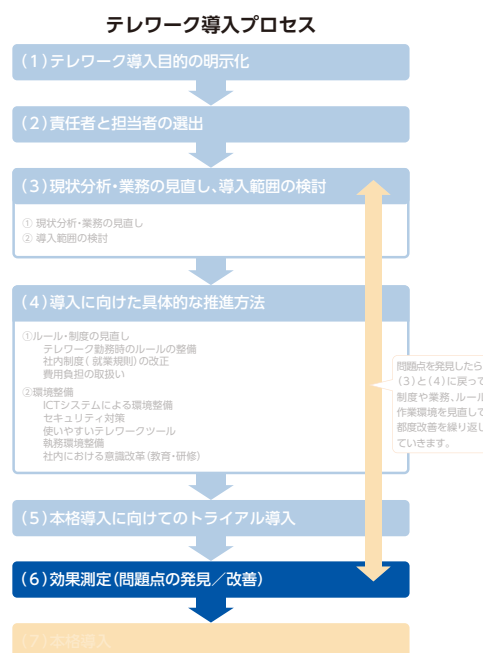 テレワーク導入プロセス
(1)テレワーク導入目的の明示化
(2)責任者と担当者の選出
(3)現状分析・業務の見直し、導入範囲の検討
① 現状分析・業務の見直し
② 導入範囲の検討
(4)導入に向けた具体的な推進方法
①ルール・制度の見直し
テレワーク勤務時のルールの整備
社内制度(就業規則)の改正
費用負担の取扱い
②環境整備
ICTシステムによる環境整備
セキュリティ対策
使いやすいテレワークツール
執務環境整備
社内における意識改革(教育・研修)
問題点を発見したら
(3)と(4)に戻って
制度や業務、ルール
作業環境を見直して
都度改善を繰り返し
ていきます。
(5)本格導入に向けてのトライアル導入
(6)効果測定(問題点の発見/改善)
(7)本格導入